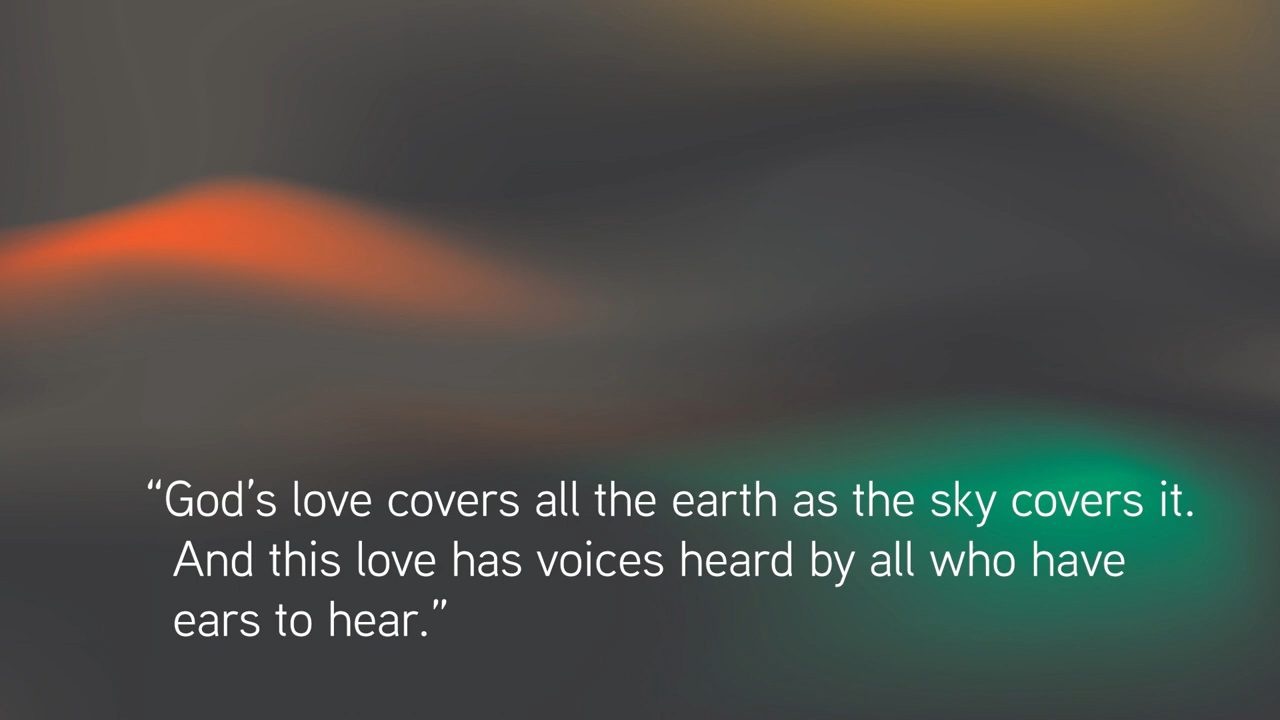 “God’s love covers all the earth as the sky covers it.
And this love has voices heard by all who have
ears to hear.”